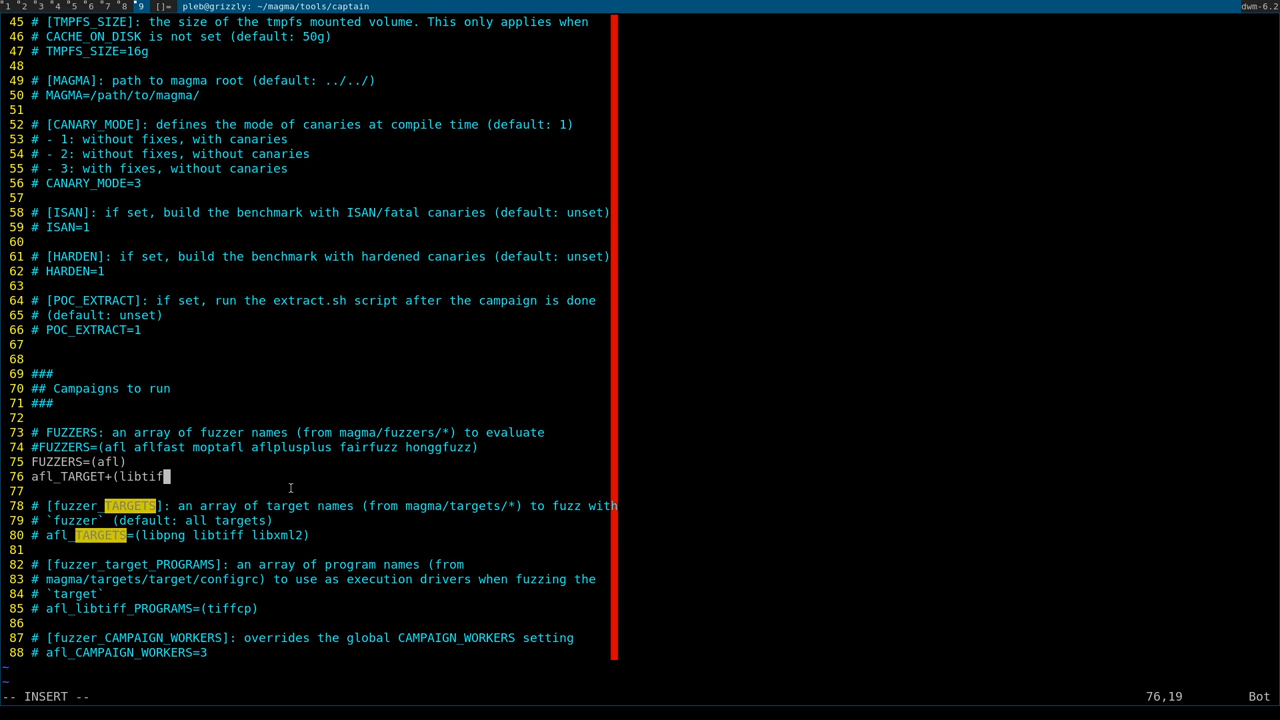 1 2 3 4 5 6 7 8 9 []= pleb@grizzly: ~/magma/tools/captain dwm-6.2
45 # [TMPFS_SIZE]: the size of the tmpfs mounted volume. This only applies when
46 # CACHE_ON_DISK is not set (default: 50g)
47 # TMPFS_SIZE=16g
48
49 # [MAGMA]: path to magma root (default: ../../)
50 # MAGMA=/path/to/magma/
51
52 # [CANARY_MODE]: defines the mode of canaries at compile time (default: 1)
53 # - 1: without fixes, with canaries
54 # - 2: without fixes, without canaries
55 # - 3: with fixes, without canaries
56 # CANARY_MODE=3
57
58 # [ISAN]: if set, build the benchmark with ISAN/fatal canaries (default: unset)
59 # ISAN=1
60
61 # [HARDEN]: if set, build the benchmark with hardened canaries (default: unset)
62 # HARDEN=1
63
64 # [POC_EXTRACT]: if set, run the extract.sh script after the campaign is done
65 # (default: unset)
66 # POC_EXTRACT=1
67
68
69 ###
70 ## Campaigns to run
71 ###
72
73 # FUZZERS: an array of fuzzer names (from magma/fuzzers/*) to evaluate
74 #FUZZERS=(afl aflfast moptafl aflplusplus fairfuzz honggfuzz)
75 FUZZERS=(afl)
76 afl_TARGET+(libtif
77
78 # [fuzzer_TARGETS]: an array of target names (from magma/targets/*) to fuzz with
79 # `fuzzer` (default: all targets)
80 # afl_TARGETS=(libpng libtiff libxml2)
81
82 # [fuzzer_target_PROGRAMS]: an array of program names (from
83 # magma/targets/target/configrc) to use as execution drivers when fuzzing the
84 # `target`
85 # afl_libtiff_PROGRAMS=(tiffcp)
86
87 # [fuzzer_CAMPAIGN_WORKERS]: overrides the global CAMPAIGN_WORKERS setting
88 # afl_CAMPAIGN_WORKERS=3
~
~
-- INSERT -- 76,19 Bot